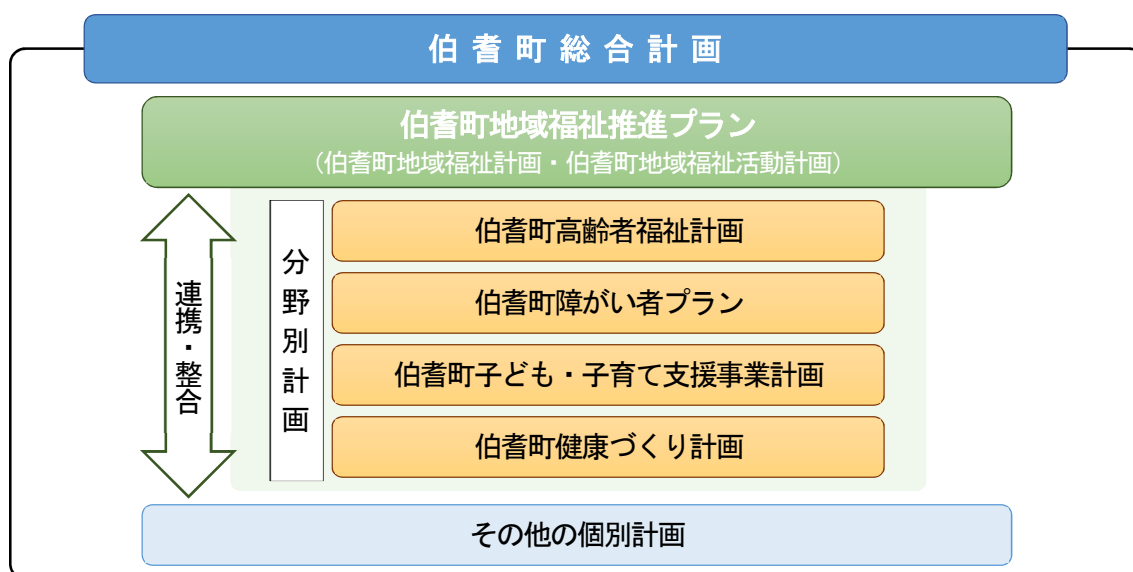 伯耆町総合計画
伯耆町地域福祉推進プラン
（伯耆町地域福祉計画・伯耆町地域福祉活動計画）
連携・整合
分野別計画
伯耆町高齢者福祉計画
伯耆町障がい者プラン
伯耆町子ども・子育て支援事業計画
伯耆町健康づくり計画
その他の個別計画